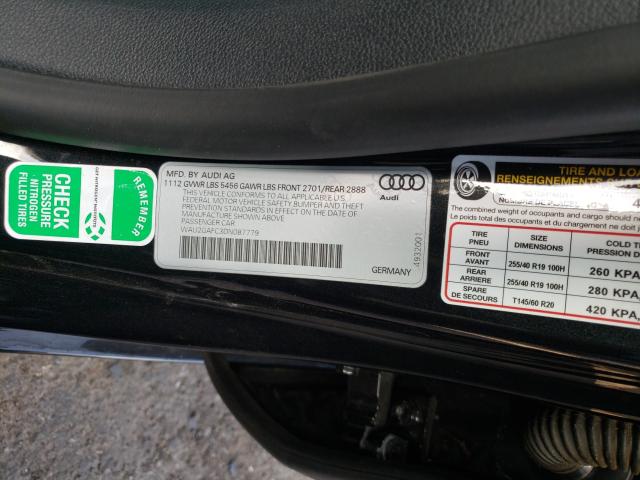 CHECK
PRESSURE
- NITROGEN
FILLED TIRES
REMEMBER
MFD. BY AUDI AG
1112 GVWR LBS 5456 GAWR LBS FRONT 2701/REAR 2888
THIS VEHICLE CONFORMS TO ALL APPLICABLE U.S.
FEDERAL MOTOR VEHICLE SAFETY, BUMPER AND THEFT
PREVENTION STANDARDS IN EFFECT ON THE DATE OF
MANUFACTURE SHOWN ABOVE
PASSENGER CAR
WAU2GAFC3DN087779
Audi
4932001
GERMANY
TIRE AND LOA
RENSEIGNEMENTS
The combined weight of occupants and cargo should n
Le poids total des occupants et du chargement ne doit
TIRE
PNEU
SIZE
DIMENSIONS
COLD
PRESSION D
FRONT
AVANT
255/40 R19 100H
260 KPA
REAR
ARRIERE
255/40 R19 100H
280 KPA,
SPARE
DE SECOURS
T145/60 R20
420 KPA,